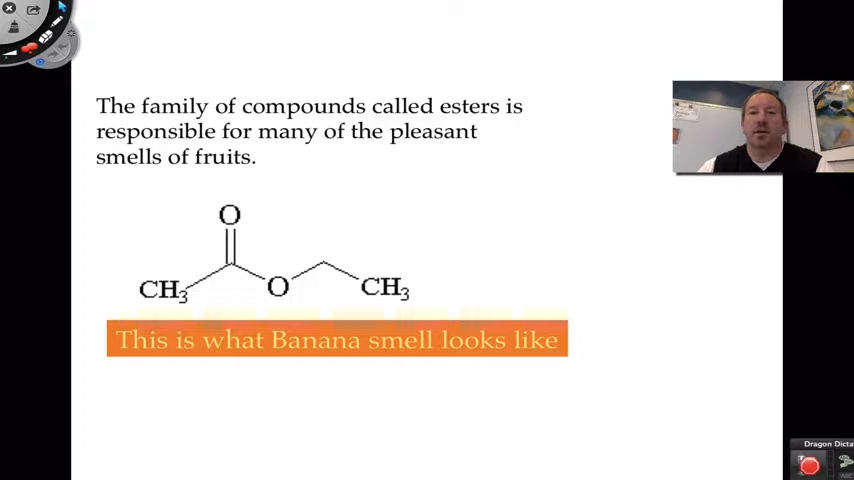 The family of compounds called esters is
responsible for many of the pleasant
smells of fruits.
O
CH3
O
CH3
This is what Banana smell looks like
Dragon Dicta